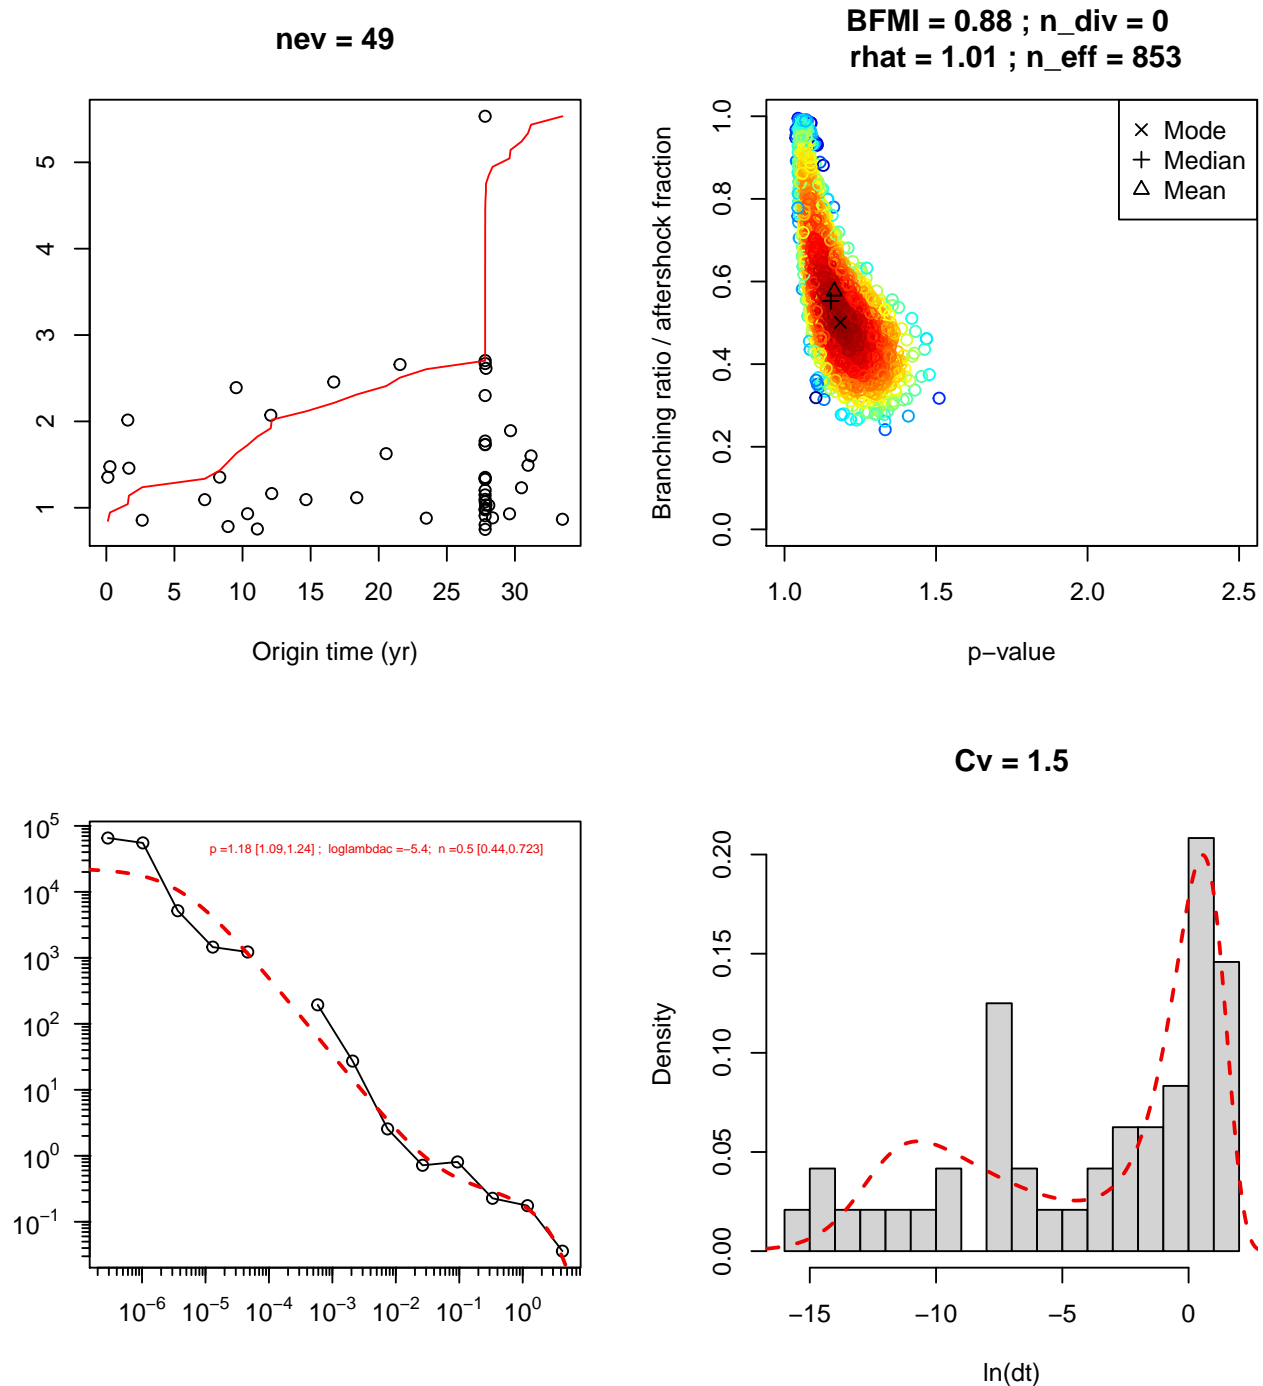 nev = 49
5
4
3
2
1
0 5 10 15 20 25 30
Origin time (yr)
BFMI = 0.88 ; n_div = 0
rhat = 1.01 ; n_eff = 853
Branching ratio / aftershock fraction
1.0
0.8
0.6
0.4
0.2
0.0
Mode
Median
Mean
1.0 1.5 2.0 2.5
p−value
10^5
10^4
10^3
10^2
10^1
10^0
10^−1
p =1.18 [1.09,1.24] ; loglambdac =−5.4; n =0.5 [0.44,0.723]
10^−6 10^−5 10^−4 10^−3 10^−2 10^−1 10^0
Cv = 1.5
Density
0.20
0.15
0.10
0.05
0.00
−15 −10 −5 0
ln(dt)